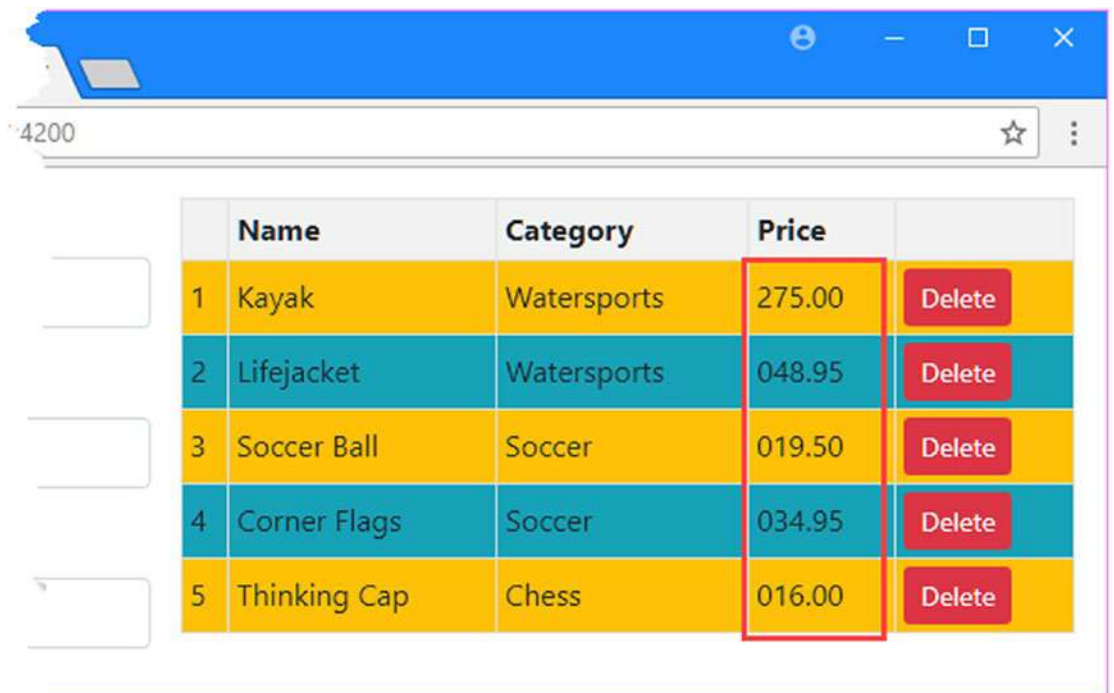 4200
Name Category Price
1 Kayak Watersports 275.00 Delete
2 Lifejacket Watersports 048.95 Delete
3 Soccer Ball Soccer 019.50 Delete
4 Corner Flags Soccer 034.95 Delete
5 Thinking Cap Chess 016.00 Delete